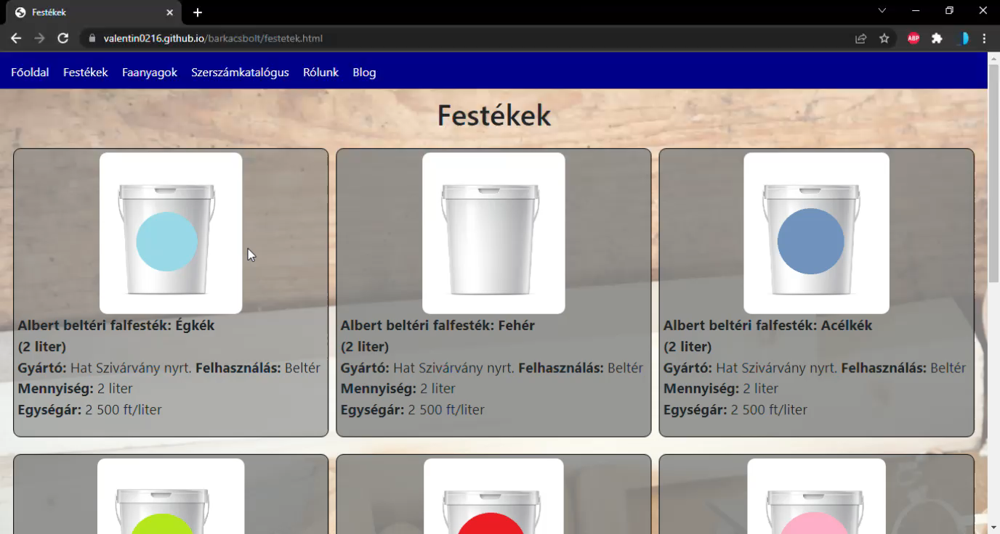 Festékek
valentin0216.github.io/barkacsbolt/festetek.html
ABP
Főoldal Festékek Faanyagok Szerszámkatalógus Rólunk Blog
Festékek
Albert beltéri falfesték: Égkék
(2 liter)
Gyártó: Hat Szivárvány nyrt. Felhasználás: Beltér
Mennyiség: 2 liter
Egységár: 2 500 ft/liter
Albert beltéri falfesték: Fehér
(2 liter)
Gyártó: Hat Szivárvány nyrt. Felhasználás: Beltér
Mennyiség: 2 liter
Egységár: 2 500 ft/liter
Albert beltéri falfesték: Acélkék
(2 liter)
Gyártó: Hat Szivárvány nyrt. Felhasználás: Beltér
Mennyiség: 2 liter
Egységár: 2 500 ft/liter